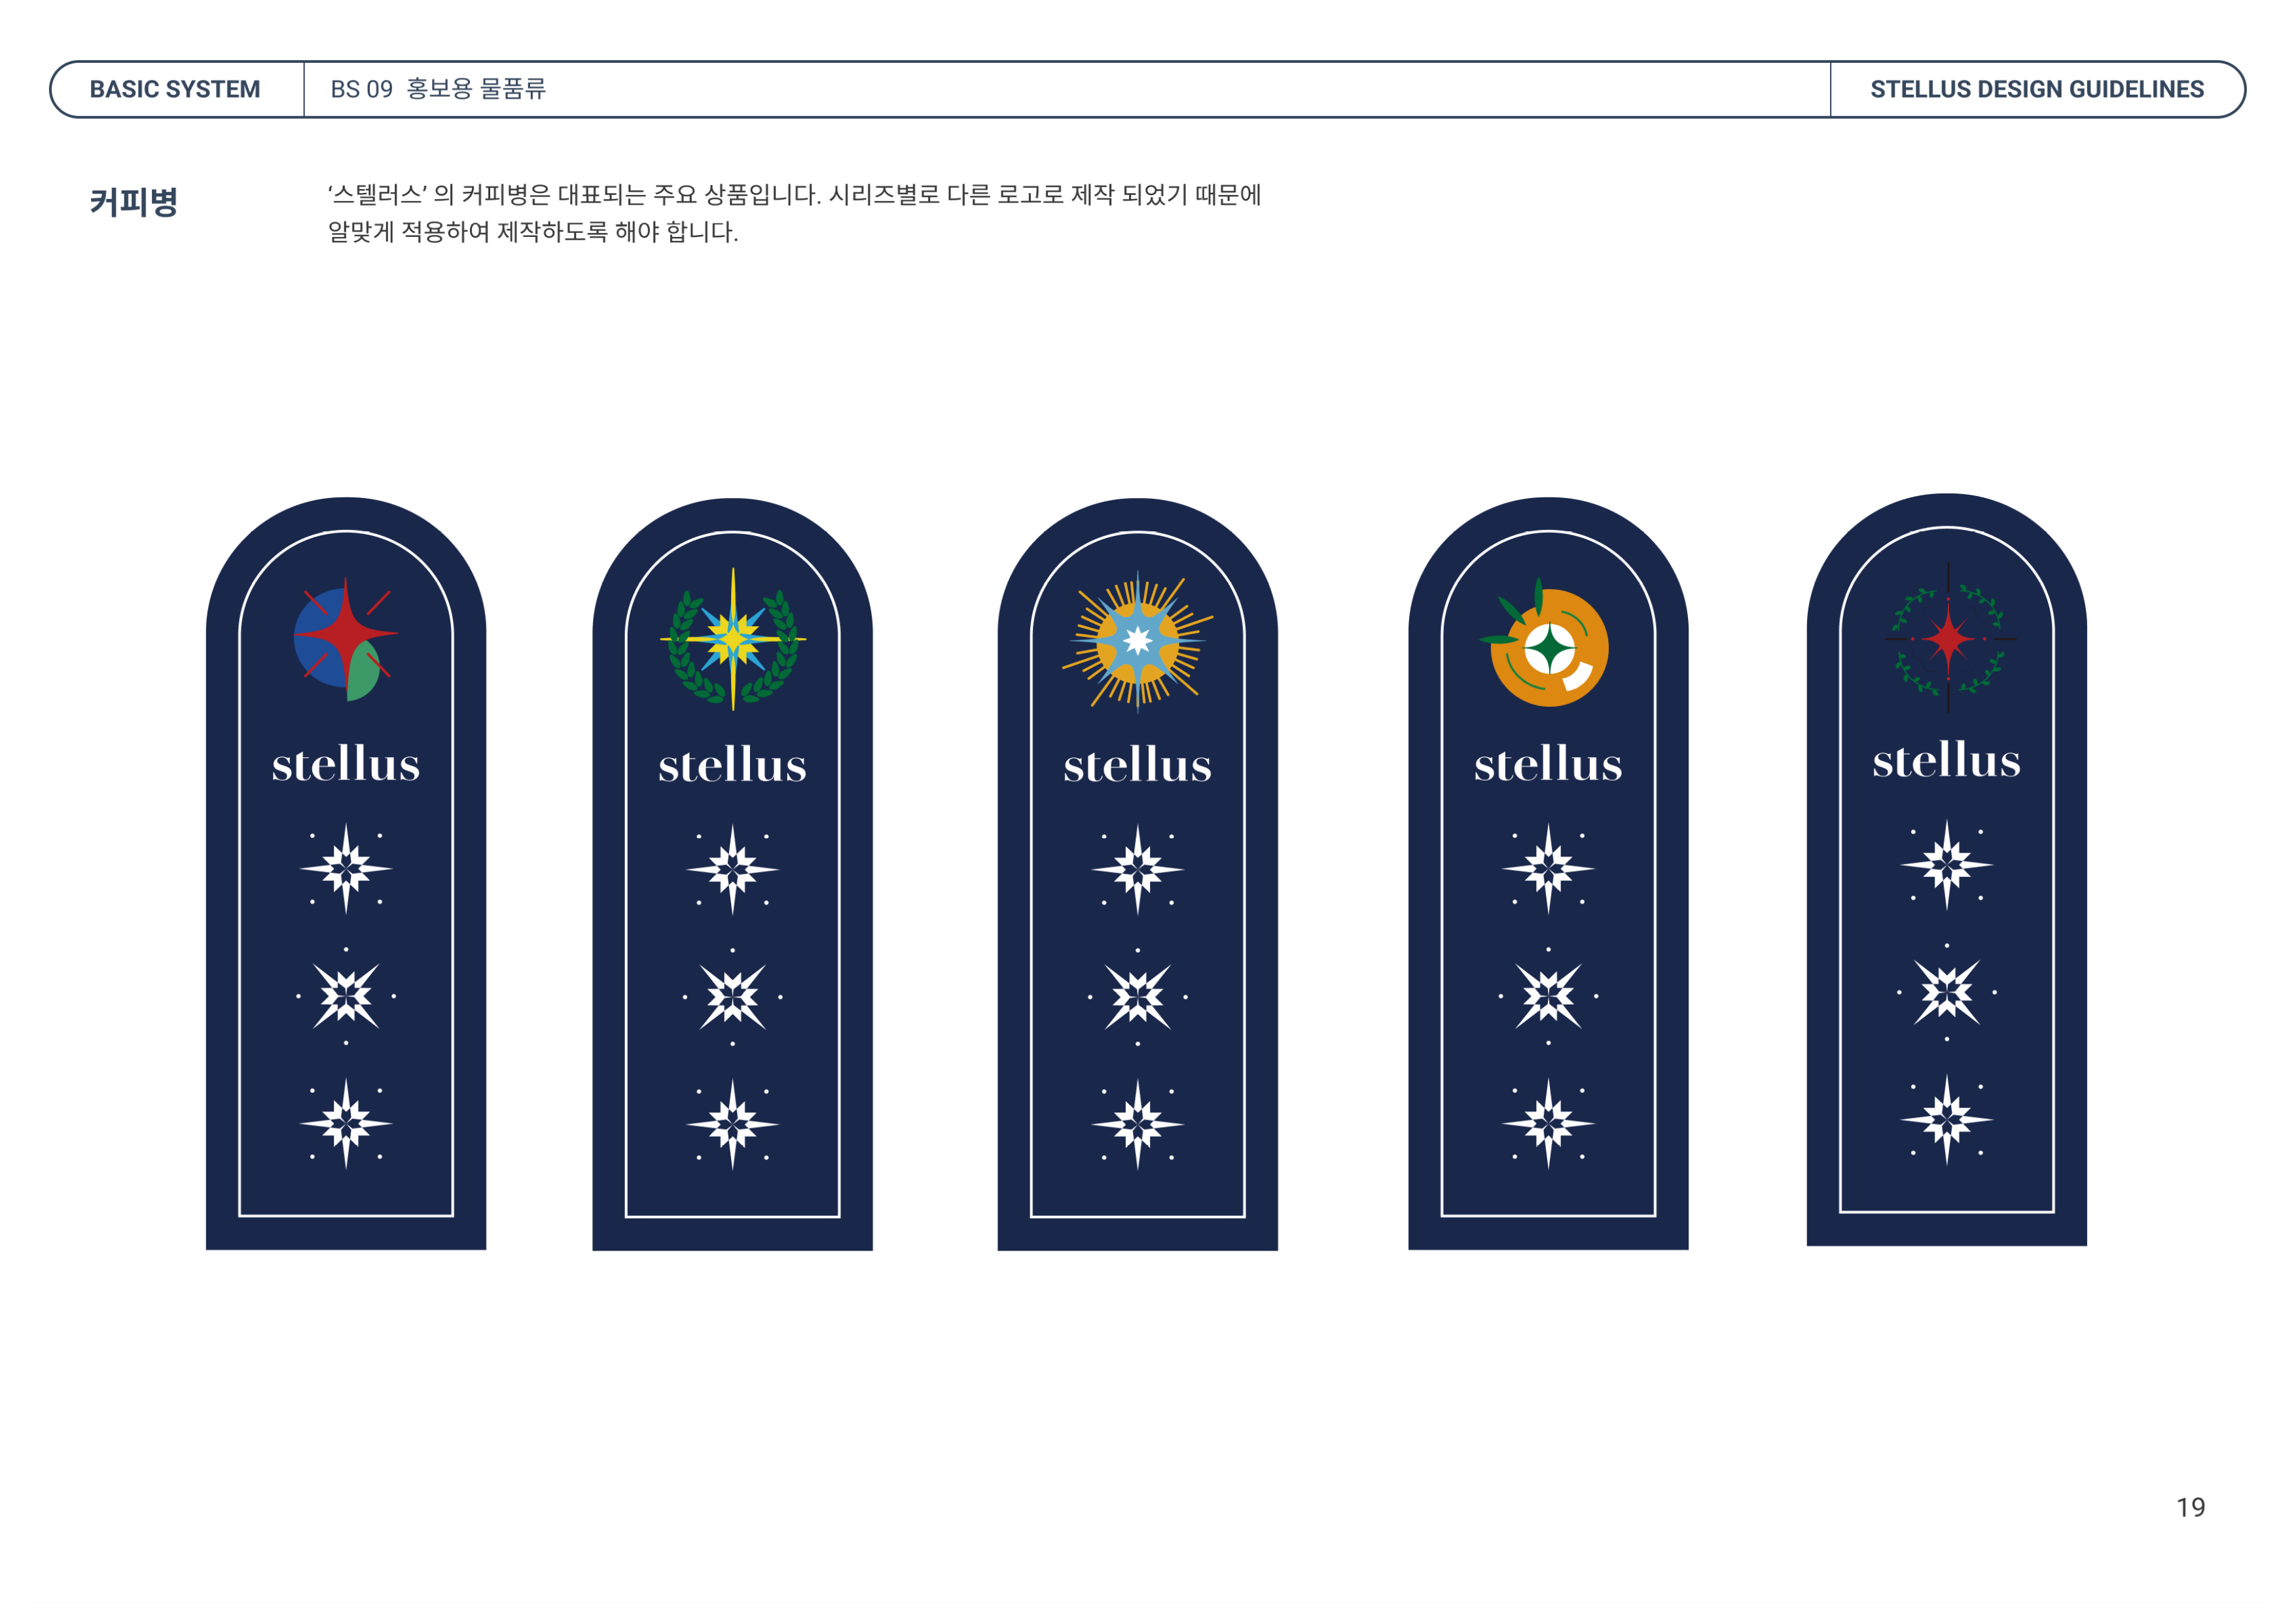 BASIC SYSTEM
BS 09 홍보용 물품류
STELLUS DESIGN GUIDELINES
커피병
‘스텔러스’ 의 커피병은 대표되는 주요 상품입니다. 시리즈별로 다른 로고로 제작 되었기 때문에
알맞게 적용하여 제작하도록 해야 합니다.
stellus
stellus
stellus
stellus
stellus
19